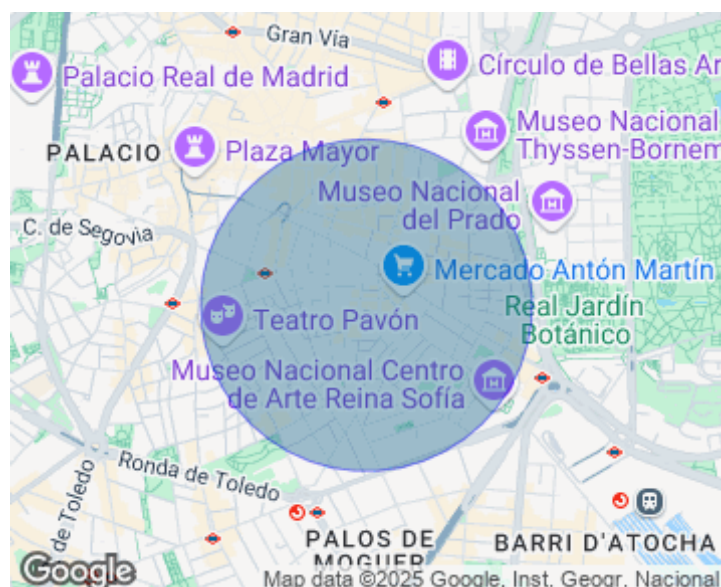 Gran Vía
Palacio Real de Madrid
Círculo de Bellas Ar
Museo Nacional
Thyssen-Bornem
PALACIO
Plaza Mayor
Museo Nacional
del Prado
C. de Segovia
Mercado Antón Martín
Real Jardín
Botánico
Teatro Pavón
Museo Nacional Centro
de Arte Reina Sofía
Ronda de Toledo
de Toledo
PALOS DE
MOGUER
BARRI D'ATOCHA
Google
Map data ©2025 Google, Inst. Geogr. Nacional